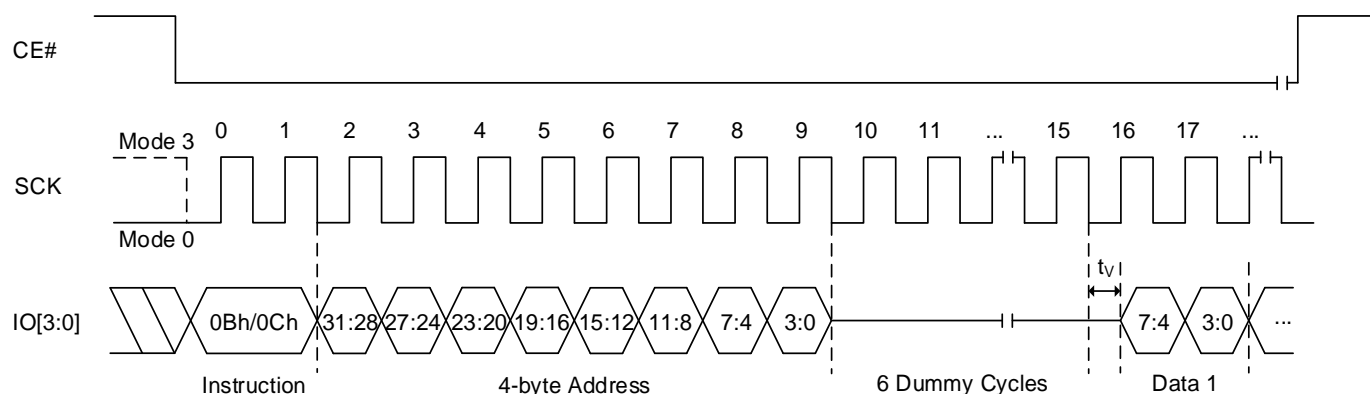 CE#
0 1 2 3 4 5 6 7 8 9 10 11 ... 15 16 17 ...
Mode 3
SCK
Mode 0
tV
IO[3:0] 0Bh/0Ch 31:28 27:24 23:20 19:16 15:12 11:8 7:4 3:0 7:4 3:0 ...
Instruction 4-byte Address 6 Dummy Cycles Data 1